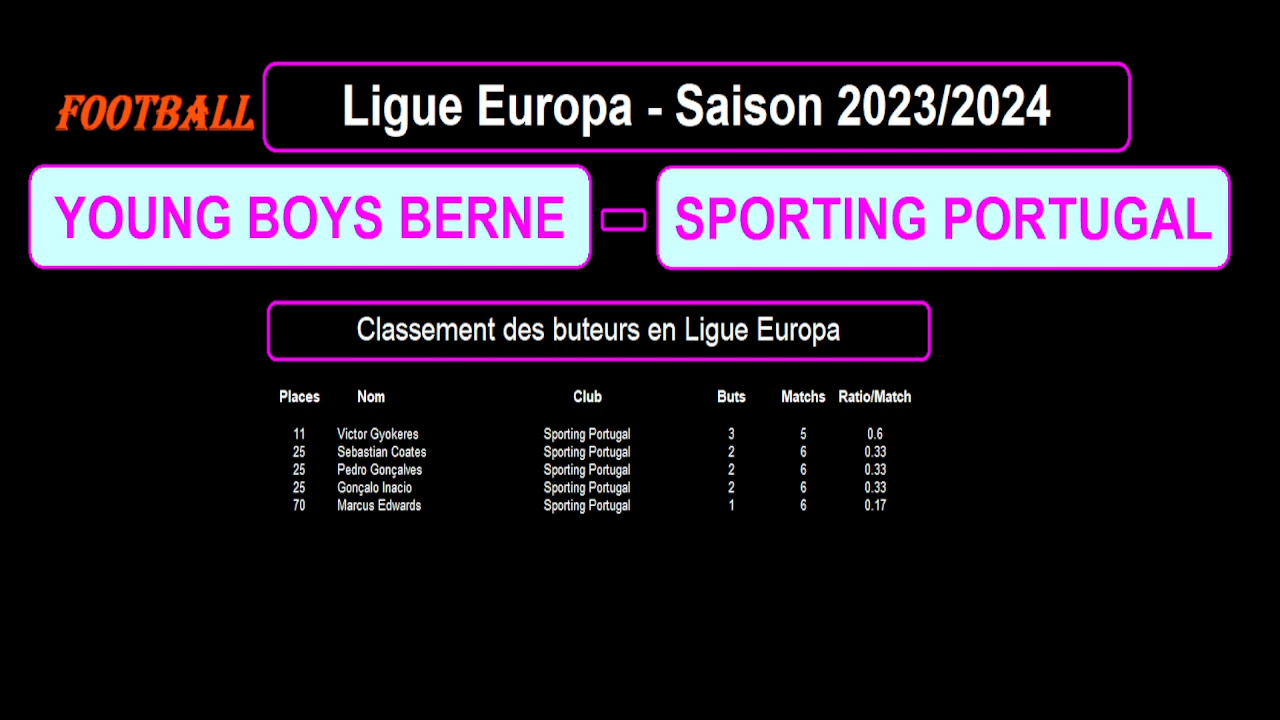 FOOTBALL
Ligue Europa - Saison 2023/2024
YOUNG BOYS BERNE - SPORTING PORTUGAL
Classement des buteurs en Ligue Europa
Places Nom Club Buts Matchs Ratio/Match
11 Victor Gyokeres Sporting Portugal 3 5 0.6
25 Sebastian Coates Sporting Portugal 2 6 0.33
25 Pedro Gonçalves Sporting Portugal 2 6 0.33
25 Gonçalo Inacio Sporting Portugal 2 6 0.33
70 Marcus Edwards Sporting Portugal 1 6 0.17